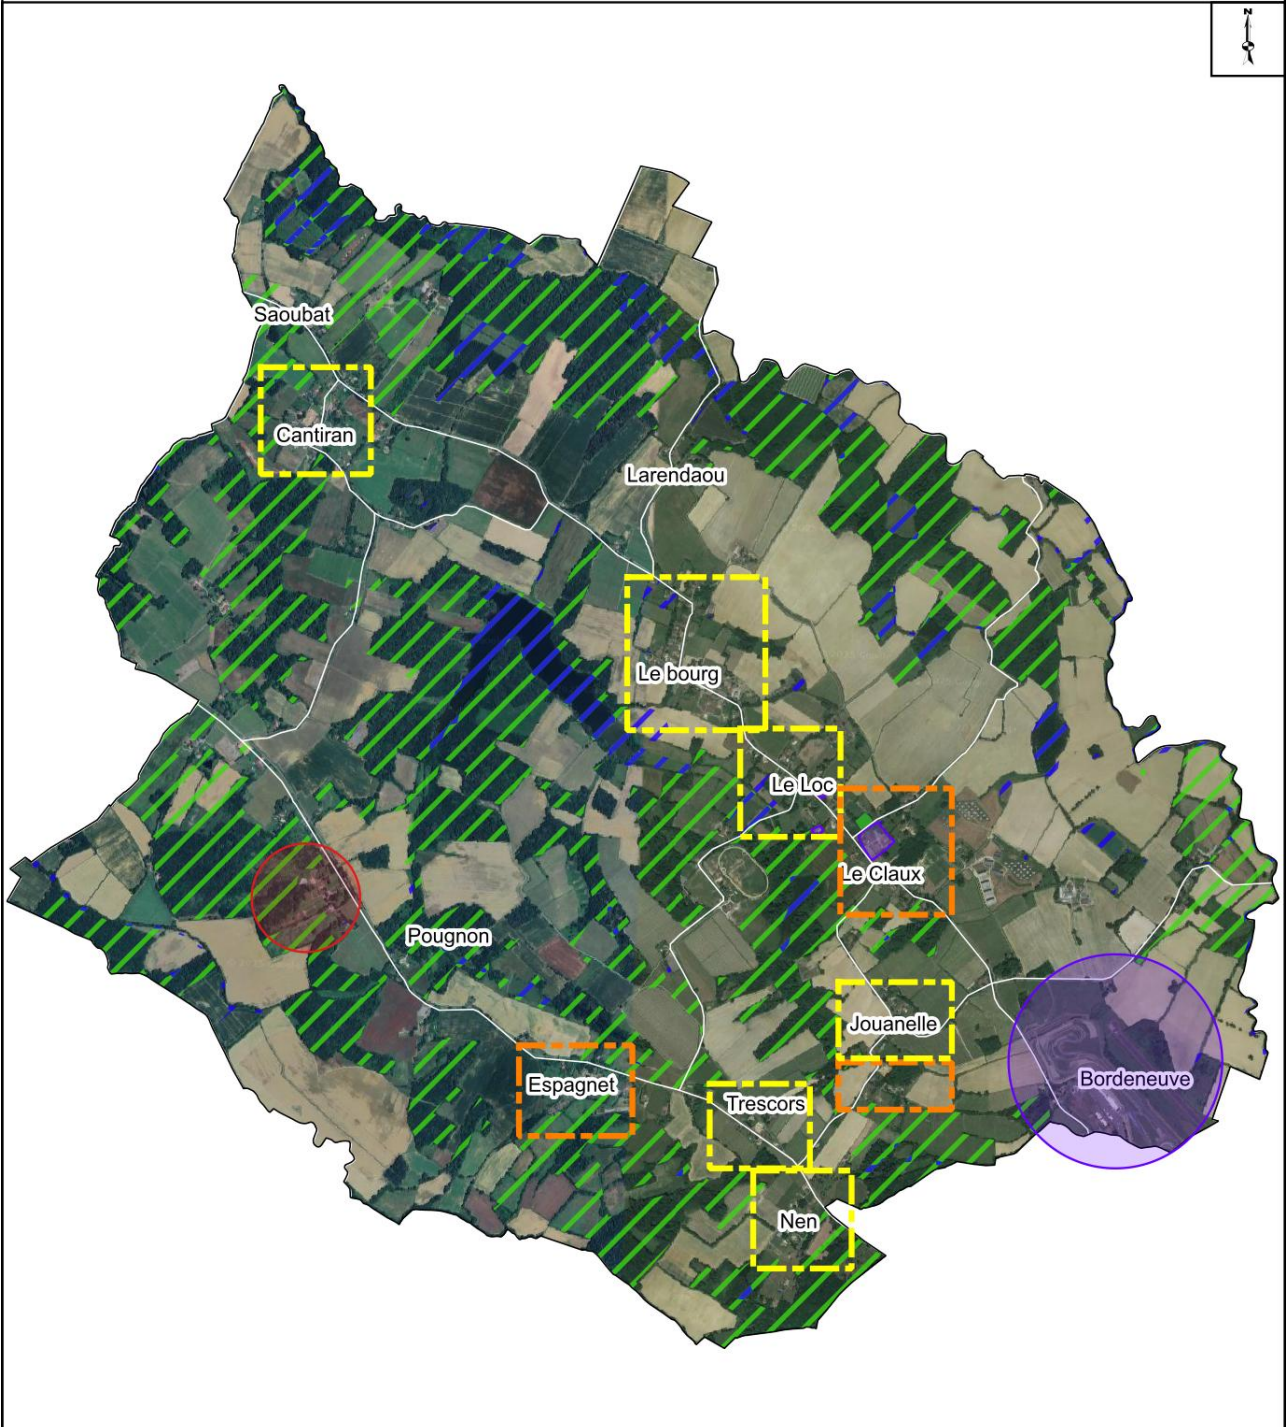 N
Saoubat
Cantiran
Larendaou
Le bourg
Le Loc
Le Claux
Pougnon
Jouanelle
Espagnet
Bordeneuve
Trescors
Nen